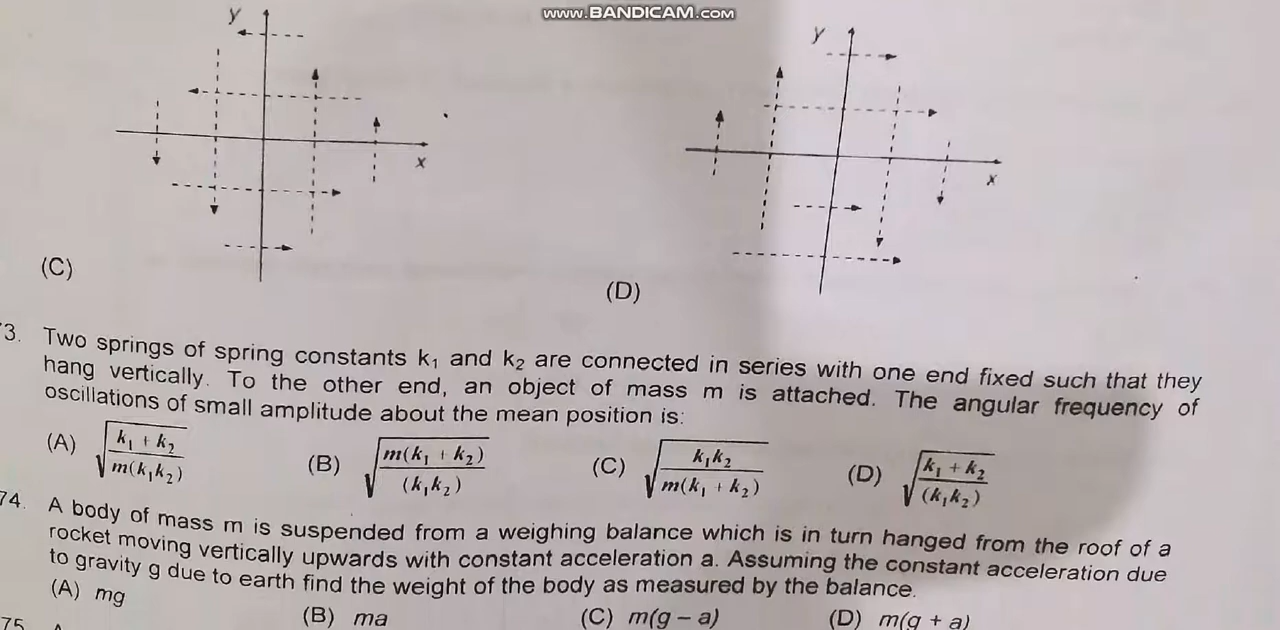 www.BANDICAM.com
y
x
y
x
(C)
(D)
73. Two springs of spring constants k₁ and k₂ are connected in series with one end fixed such that they
hang vertically. To the other end, an object of mass m is attached. The angular frequency of
oscillations of small amplitude about the mean position is:
(A) √((k₁ + k₂)/(m(k₁k₂))) (B) √((m(k₁ + k₂))/((k₁k₂))) (C) √((k₁k₂)/(m(k₁ + k₂))) (D) √((k₁ + k₂)/((k₁k₂)))
74. A body of mass m is suspended from a weighing balance which is in turn hanged from the roof of a
rocket moving vertically upwards with constant acceleration a. Assuming the constant acceleration due
to gravity g due to earth find the weight of the body as measured by the balance.
(A) mg (B) ma (C) m(g – a) (D) m(g + a)
75.